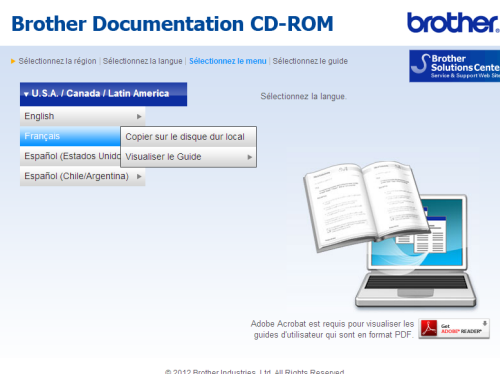 Brother Documentation CD-ROM
brother
Sélectionnez la région | Sélectionnez la langue | Sélectionnez le menu | Sélectionnez le guide
Brother
Solutions Cente
Service & Support Web Site
U.S.A. / Canada / Latin America
Sélectionnez la langue.
English
Français
Copier sur le disque dur local
Español (Estados Unido
Visualiser le Guide
Español (Chile/Argentina)
Adobe Acrobat est requis pour visualiser les
guides d'utilisateur qui sont en format PDF.
Get
ADOBE® READER®
© 2012 Brother Industries, Ltd. All Rights Reserved.